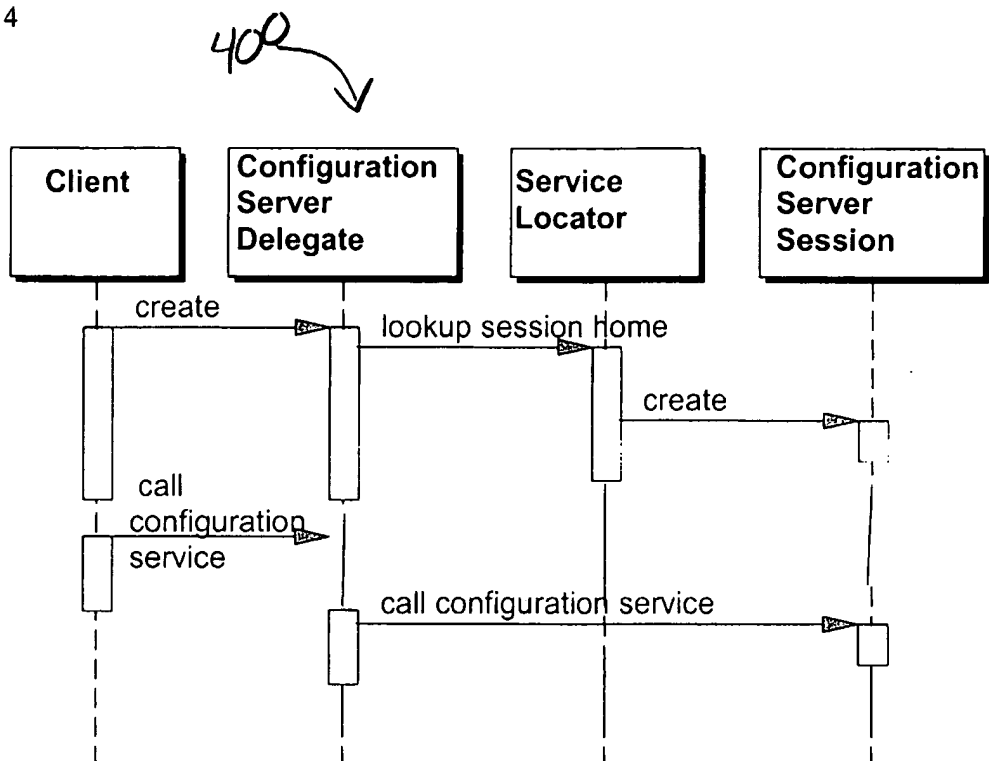 4
400
Client
Configuration
Server
Delegate
Service
Locator
Configuration
Server
Session
create
lookup session home
create
call
configuration
service
call configuration service